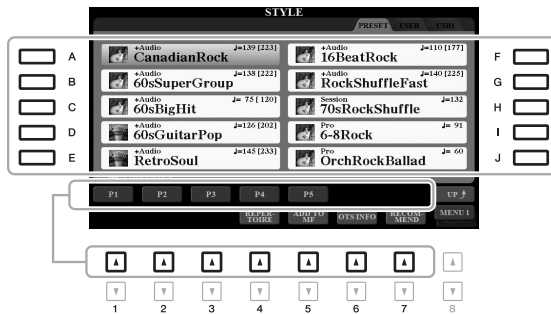 STYLE
PRESET USER USB1
A
+Audio ♩=139 [223]
CanadianRock
+Audio ♩=110 [177]
16BeatRock
F
B
+Audio ♩=138 [222]
60sSuperGroup
+Audio ♩=140 [225]
RockShuffleFast
G
C
+Audio ♩= 75 [120]
60sBigHit
Session ♩=132
70sRockShuffle
H
D
+Audio ♩=126 [202]
60sGuitarPop
Pro ♩= 91
6-8Rock
I
E
+Audio ♩=145 [233]
RetroSoul
Pro ♩= 60
OrchRockBallad
J
P1 P2 P3 P4 P5 UP
REPER-
TOIRE
ADD TO
MF
OTS INFO
RECOM-
MEND
MENU 1
1 2 3 4 5 6 7 8